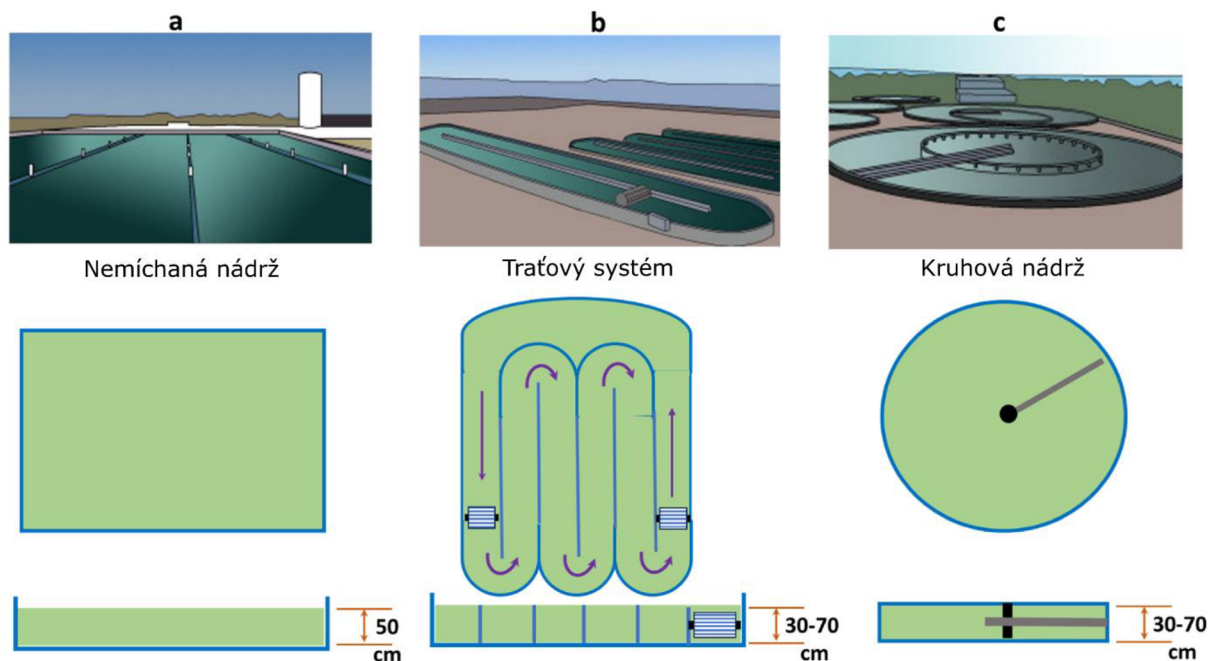 a
b
c
Nemíchaná nádrž
Traťový systém
Kruhová nádrž
50
cm
30-70
cm
30-70
cm